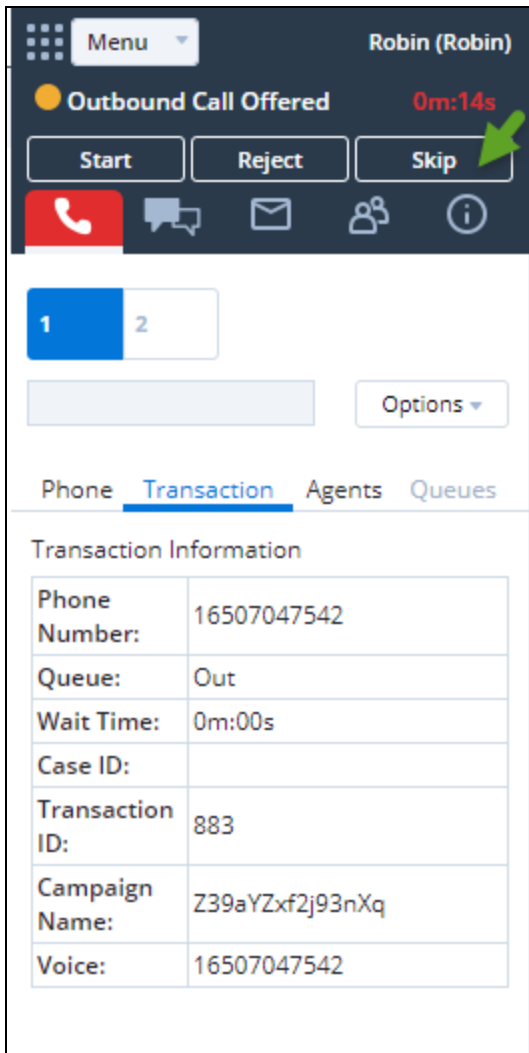 Menu Robin (Robin)
Outbound Call Offered 0m:14s
Start Reject Skip
1 2
Options
Phone Transaction Agents Queues
Transaction Information
Phone
Number: 16507047542
Queue: Out
Wait Time: 0m:00s
Case ID:
Transaction
ID: 883
Campaign
Name: Z39aYZxf2j93nXq
Voice: 16507047542